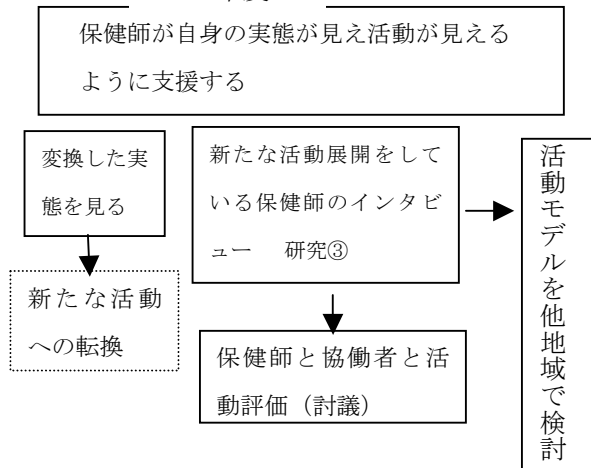 保健師が自身の実態が見え活動が見える
ように支援する
変換した実
態を見る
新たな活動
への転換
新たな活動展開をして
いる保健師のインタビ
ュー 研究③
保健師と協働者と活
動評価（討議）
活動モデルを他地域で検討